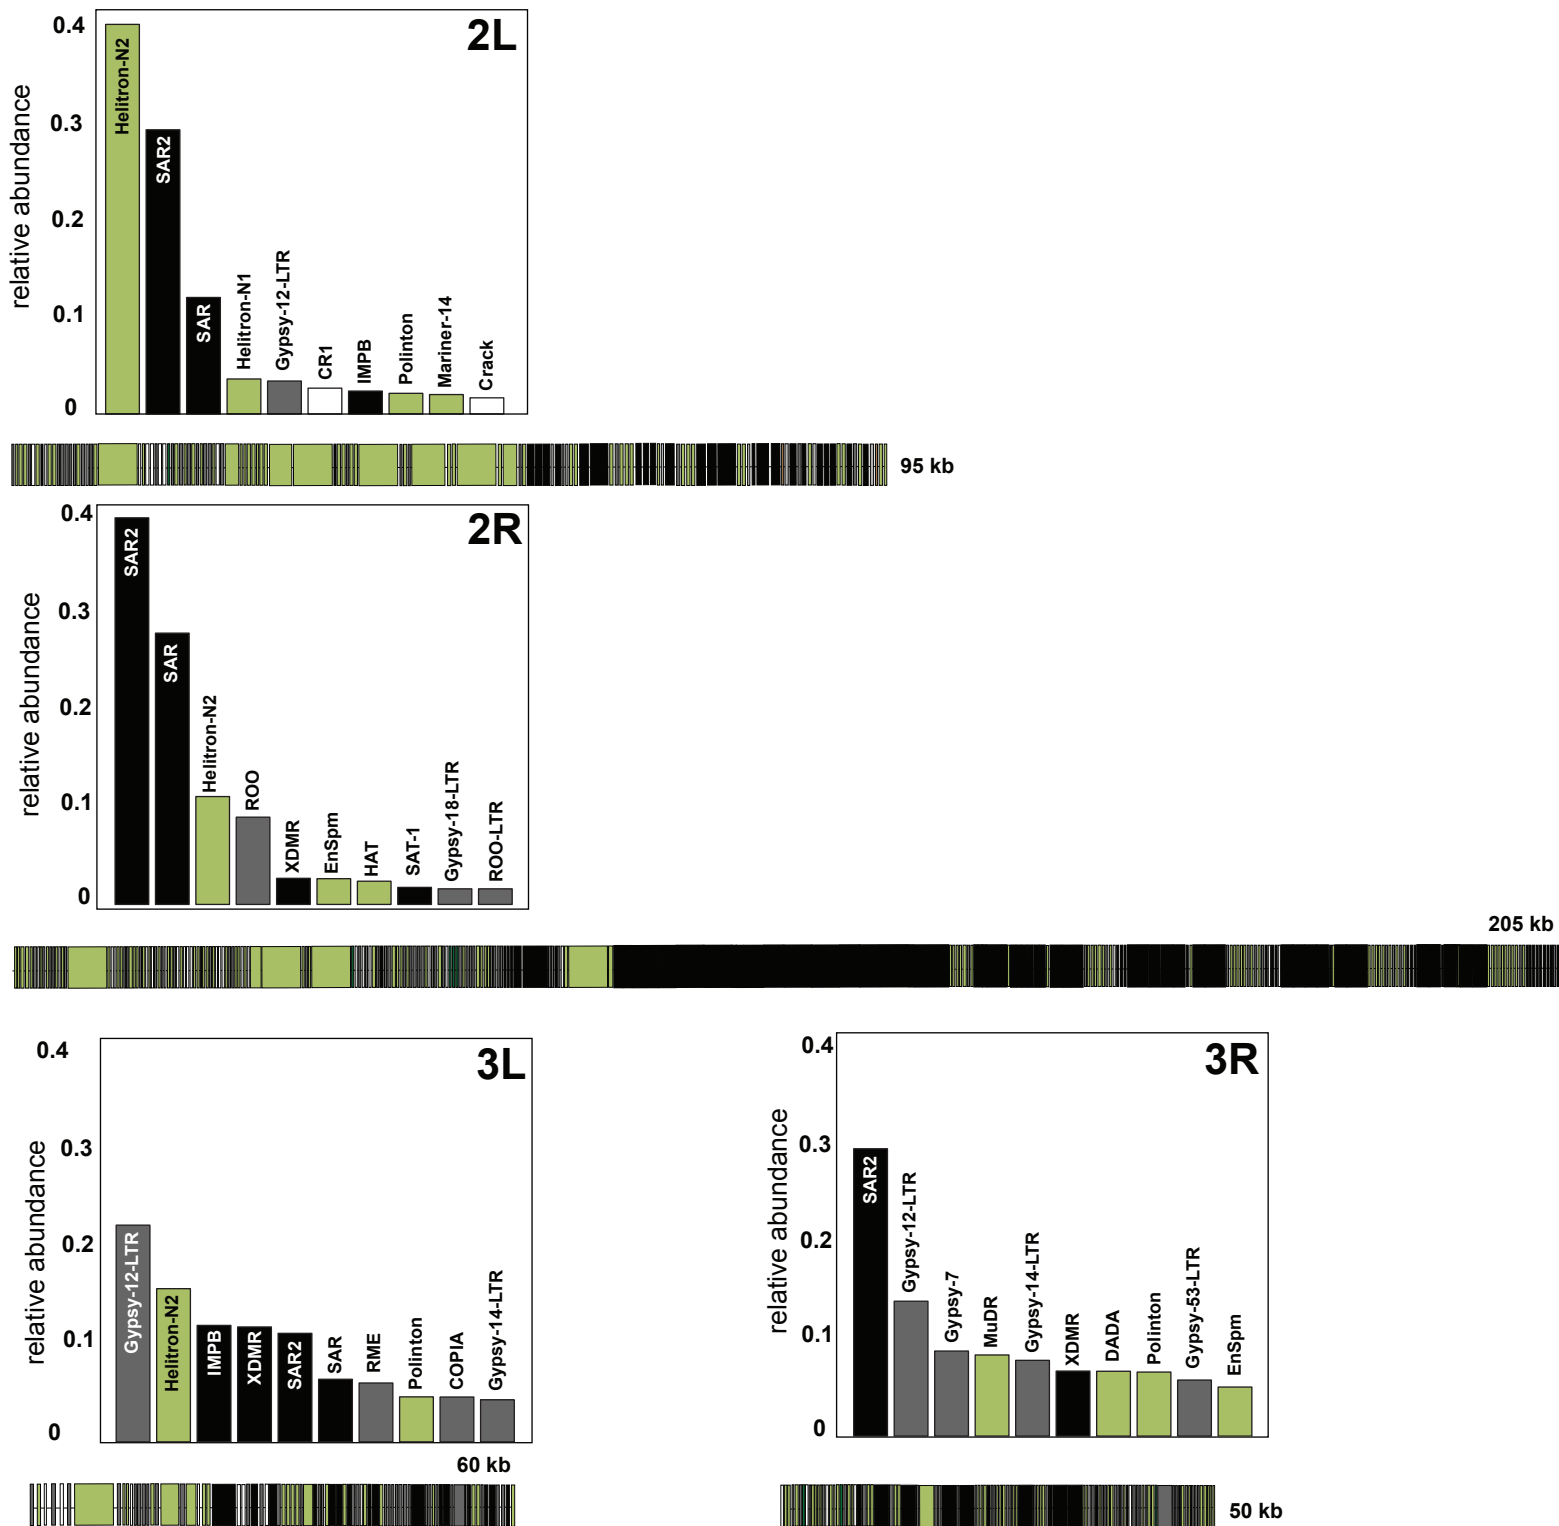 2L
relative abundance
0.4
0.3
0.2
0.1
0
Helitron-N2
SAR2
SAR
Helitron-N1
Gypsy-12-LTR
CR1
IMPB
Polinton
Mariner-14
Crack
95 kb
2R
relative abundance
0.4
0.3
0.2
0.1
0
SAR2
SAR
Helitron-N2
ROO
XDMR
EnSpm
HAT
SAT-1
Gypsy-18-LTR
ROO-LTR
205 kb
3L
relative abundance
0.4
0.3
0.2
0.1
0
Gypsy-12-LTR
Helitron-N2
IMPB
XDMR
SAR2
SAR
RME
Polinton
COPIA
Gypsy-14-LTR
60 kb
3R
relative abundance
0.4
0.3
0.2
0.1
0
SAR2
Gypsy-12-LTR
Gypsy-7
MuDR
Gypsy-14-LTR
XDMR
DADA
Polinton
Gypsy-53-LTR
EnSpm
50 kb